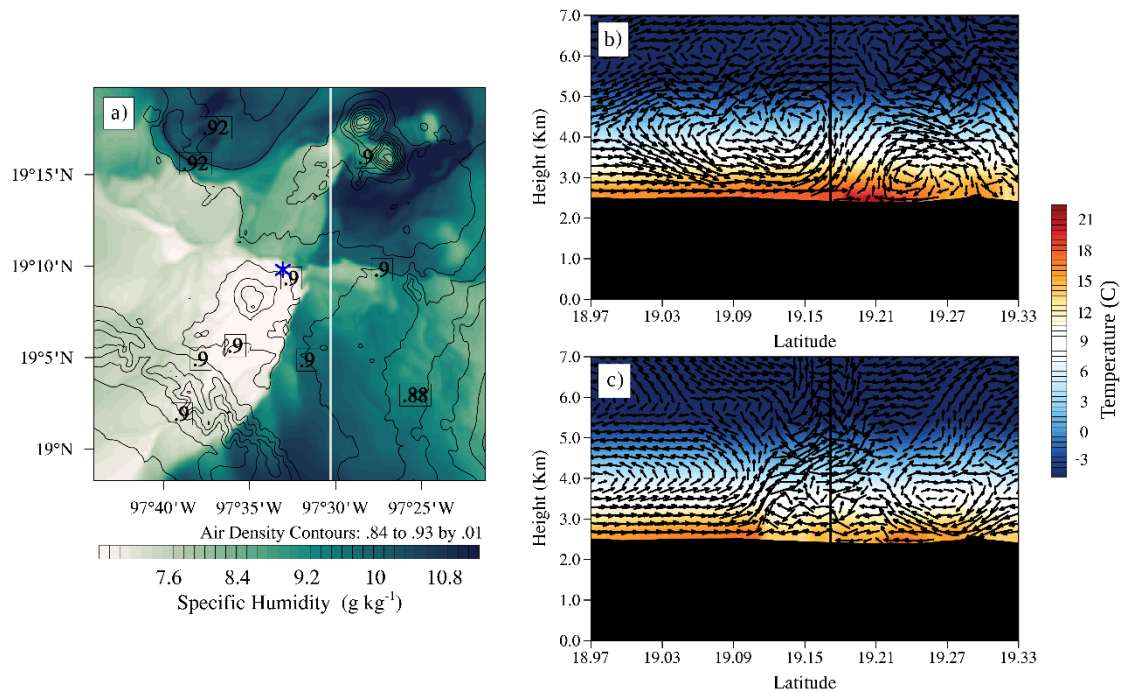 a)
.92
.92
.9
.9
.9
.9
.9
.9
.88
.9
19°15'N
19°10'N
19°5'N
19°N
97°40'W 97°35'W 97°30'W 97°25'W
Air Density Contours: .84 to .93 by .01
7.6 8.4 9.2 10 10.8
Specific Humidity (g kg-1)
b)
7.0
6.0
5.0
4.0
3.0
2.0
1.0
0.0
Height (Km)
18.97 19.03 19.09 19.15 19.21 19.27 19.33
Latitude
c)
7.0
6.0
5.0
4.0
3.0
2.0
1.0
0.0
Height (Km)
18.97 19.03 19.09 19.15 19.21 19.27 19.33
Latitude
21
18
15
12
9
6
3
0
-3
Temperature (C)